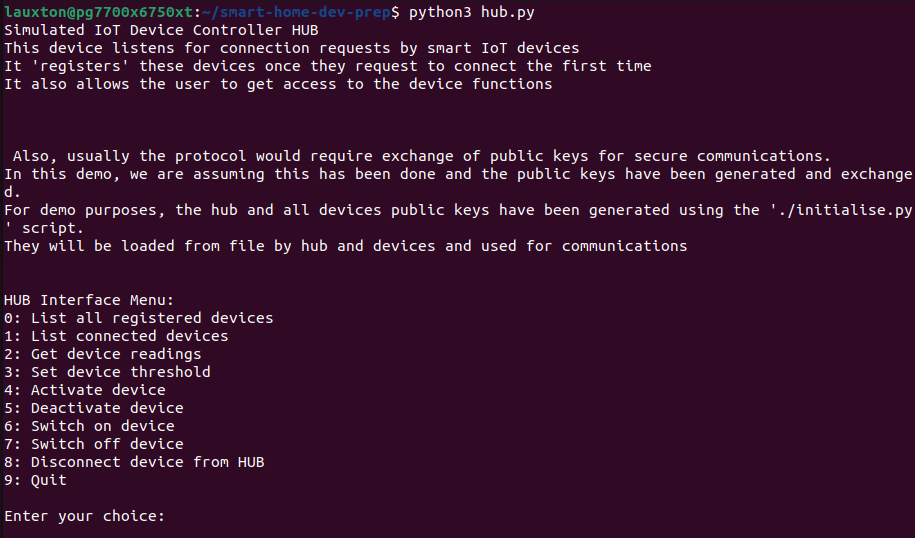 lauxton@pg7700x6750xt:~/smart-home-dev-prep$ python3 hub.py
Simulated IoT Device Controller HUB
This device listens for connection requests by smart IoT devices
It 'registers' these devices once they request to connect the first time
It also allows the user to get access to the device functions
Also, usually the protocol would require exchange of public keys for secure communications.
In this demo, we are assuming this has been done and the public keys have been generated and exchange
d.
For demo purposes, the hub and all devices public keys have been generated using the './initialise.py
' script.
They will be loaded from file by hub and devices and used for communications
HUB Interface Menu:
0: List all registered devices
1: List connected devices
2: Get device readings
3: Set device threshold
4: Activate device
5: Deactivate device
6: Switch on device
7: Switch off device
8: Disconnect device from HUB
9: Quit
Enter your choice: